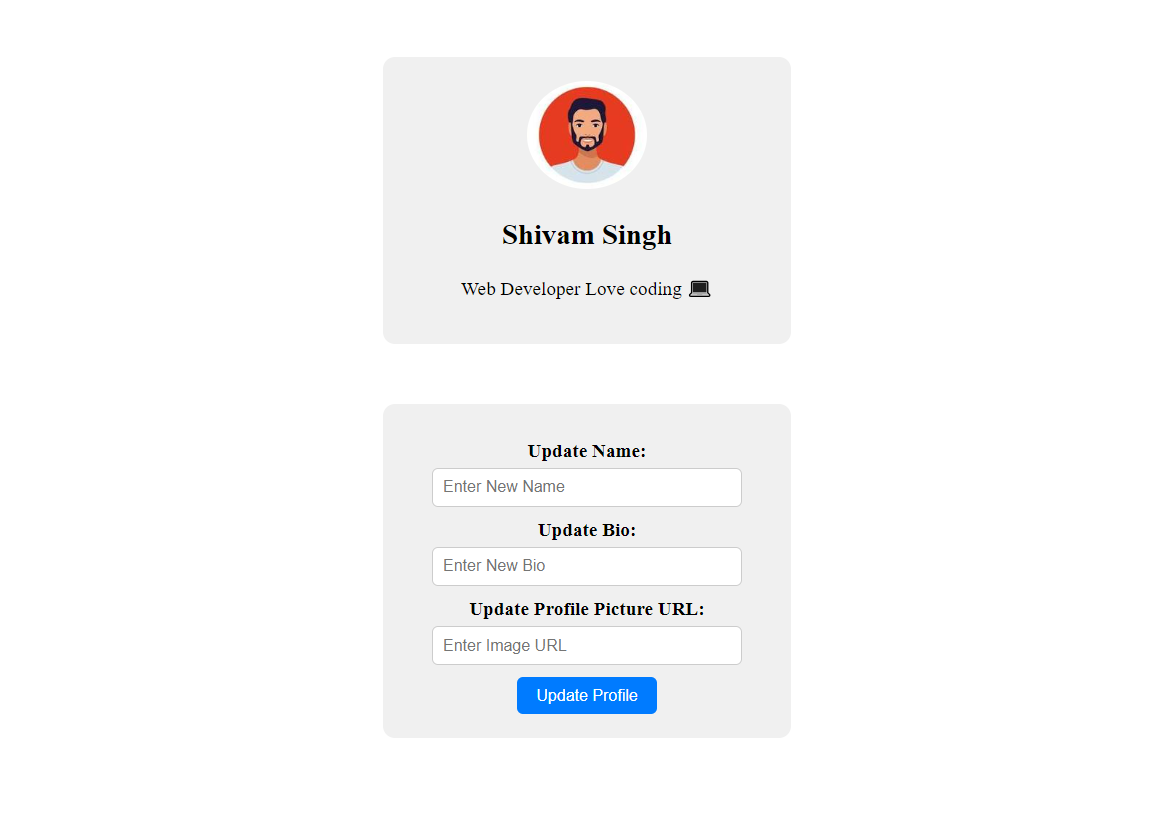 Shivam Singh
Web Developer Love coding 💻
Update Name:
Enter New Name
Update Bio:
Enter New Bio
Update Profile Picture URL:
Enter Image URL
Update Profile